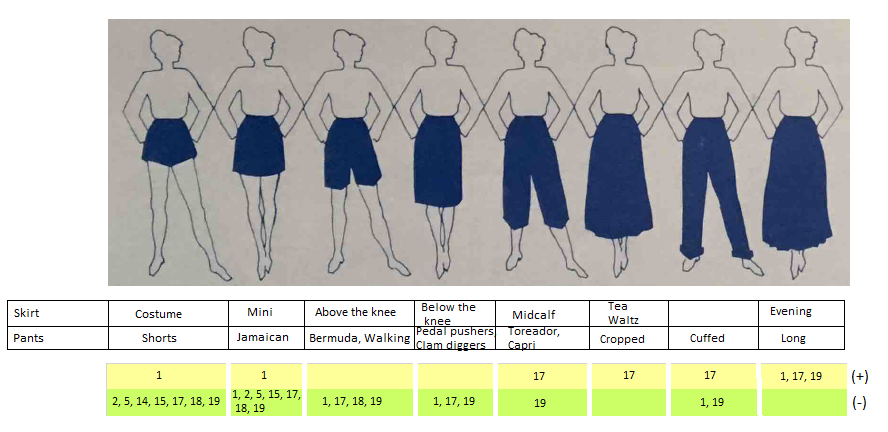 Skirt Costume Mini Above the knee Below the knee Midcalf Tea Waltz Evening
Pants Shorts Jamaican Bermuda, Walking Pedal pushers, Clam diggers Toreador, Capri Cropped Cuffed Long
1 1 17 17 17 1, 17, 19 (+)
2, 5, 14, 15, 17, 18, 19 1, 2, 5, 15, 17, 18, 19 1, 17, 18, 19 1, 17, 19 19 1, 19 (-)